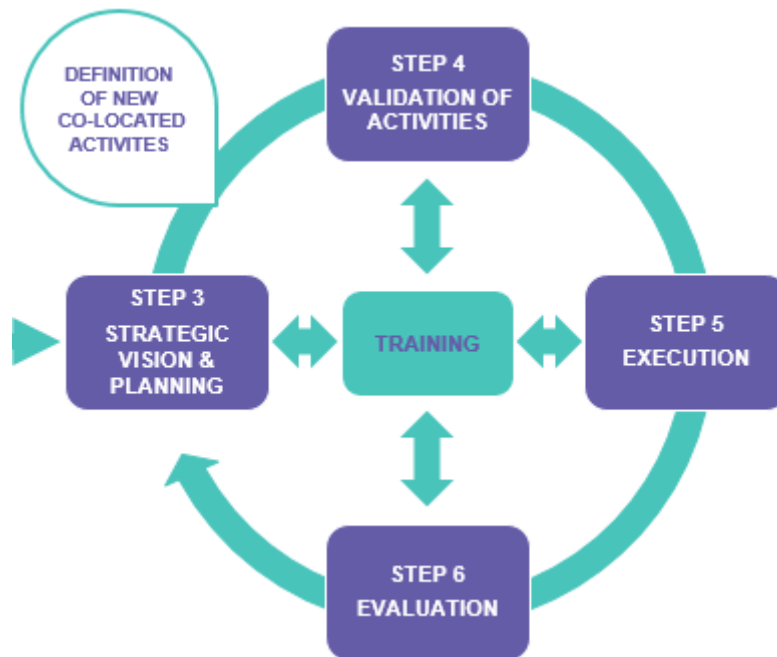 DEFINITION
OF NEW
CO-LOCATED
ACTIVITES
STEP 4
VALIDATION OF
ACTIVITIES
STEP 3
STRATEGIC
VISION &
PLANNING
TRAINING
STEP 5
EXECUTION
STEP 6
EVALUATION